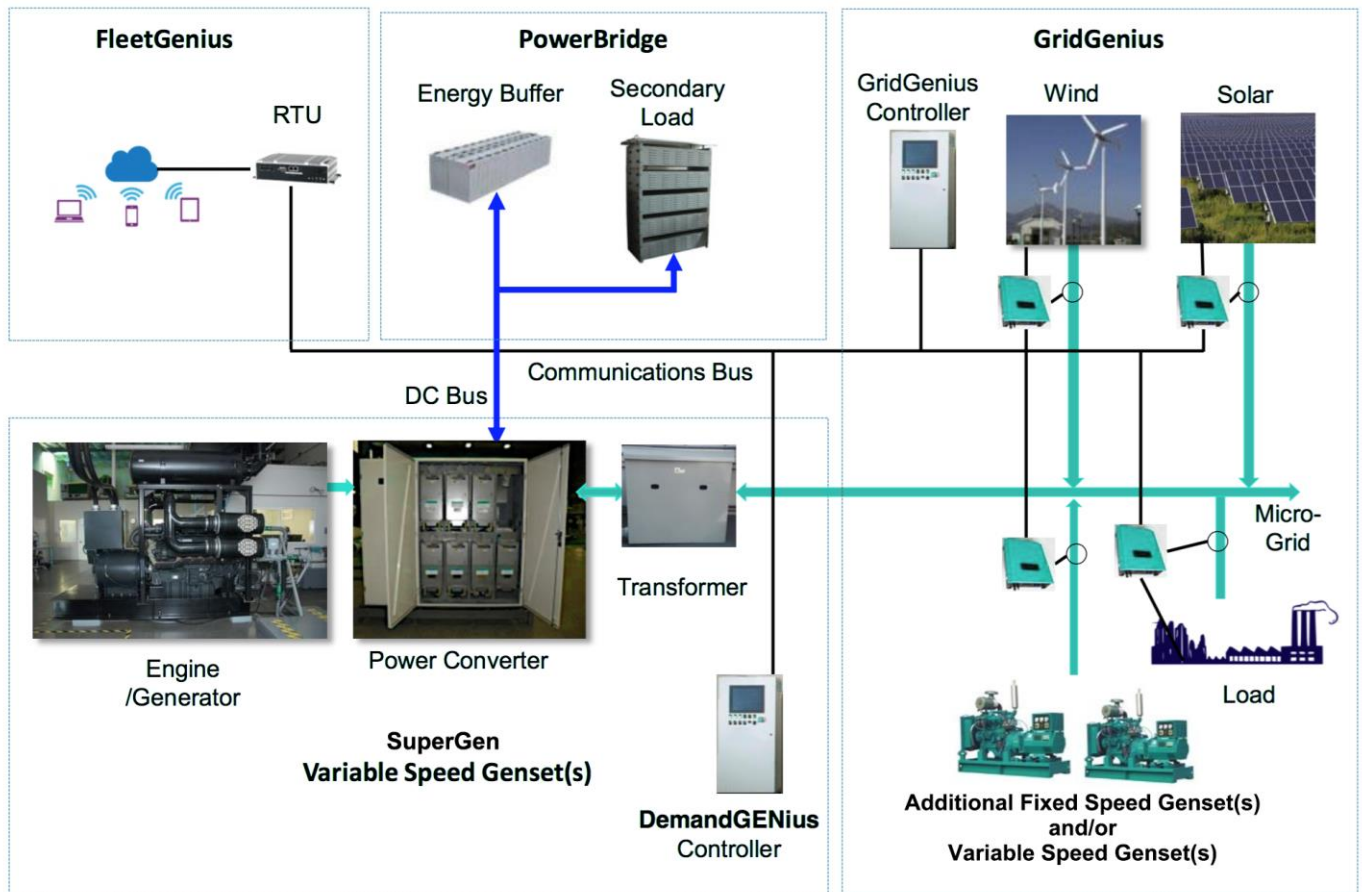 FleetGenius
RTU
PowerBridge
Energy Buffer
Secondary
Load
GridGenius
GridGenius
Controller
Wind
Solar
Communications Bus
DC Bus
Engine
/Generator
Power Converter
Transformer
SuperGen
Variable Speed Genset(s)
DemandGENius
Controller
Micro-
Grid
Load
Additional Fixed Speed Genset(s)
and/or
Variable Speed Genset(s)